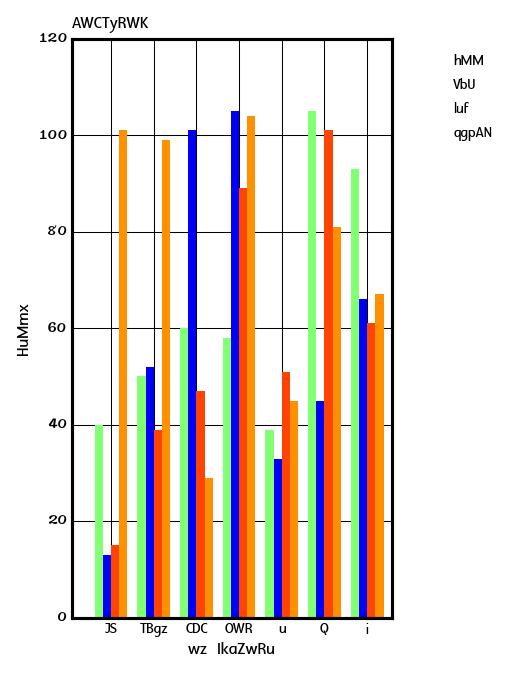 AWCTyRWK
120
100
80
60
40
20
0
HuMmx
JS TBgz CDC OWR u Q i
wz IkaZwRu
hMM
VbU
luf
qgpAN